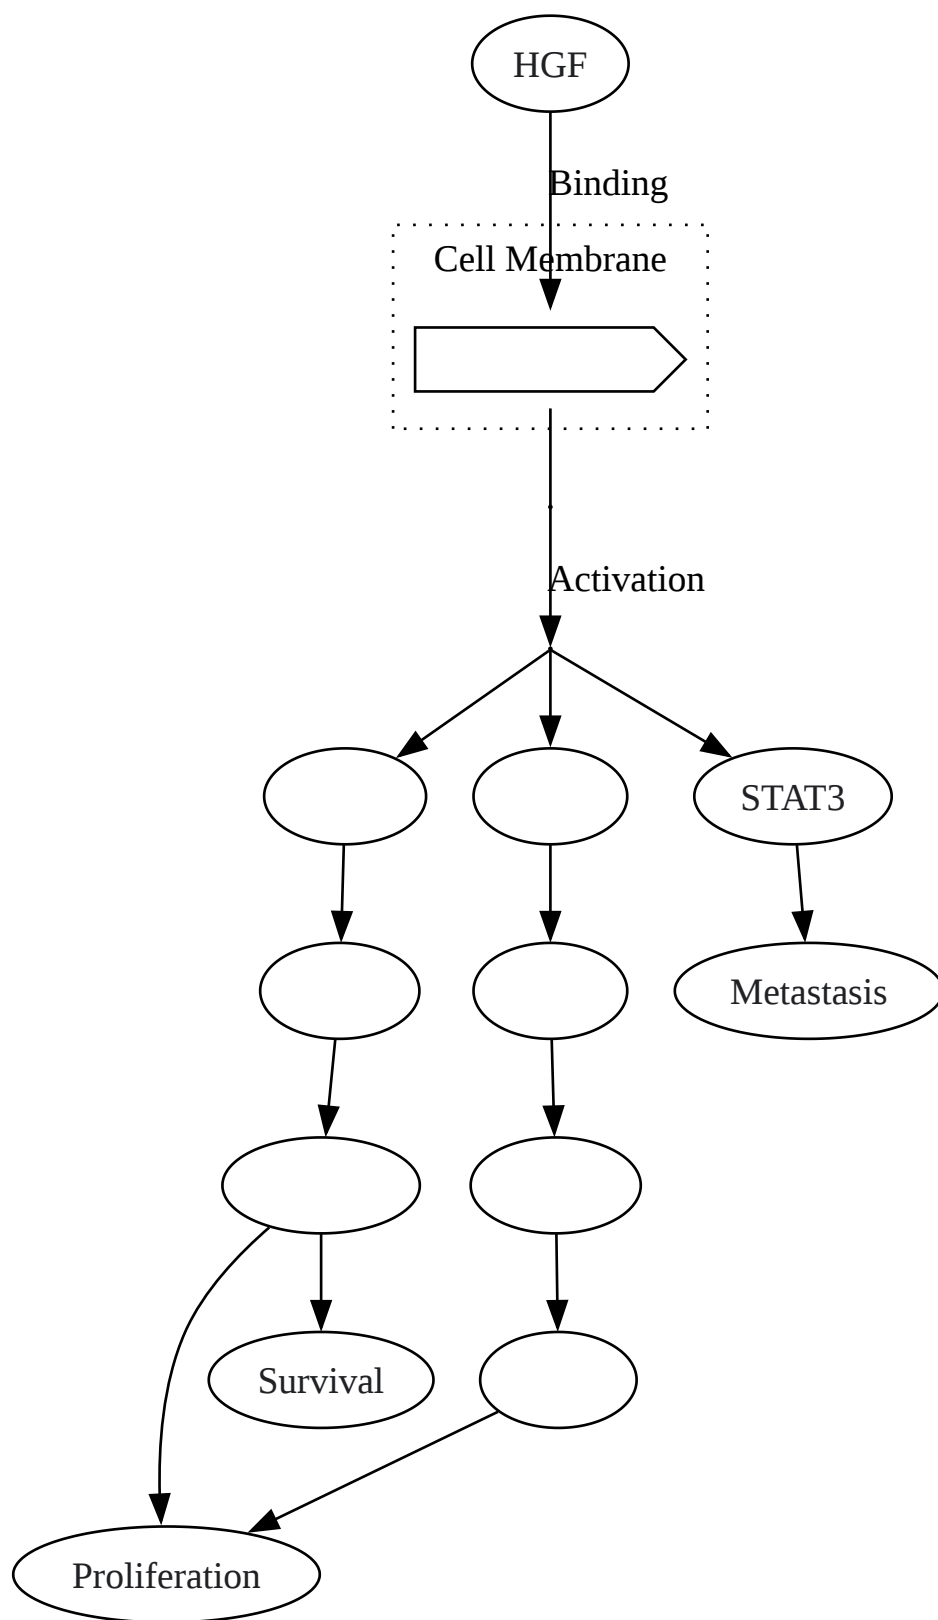 HGF
Binding
Cell Membrane
Activation
STAT3
Metastasis
Survival
Proliferation